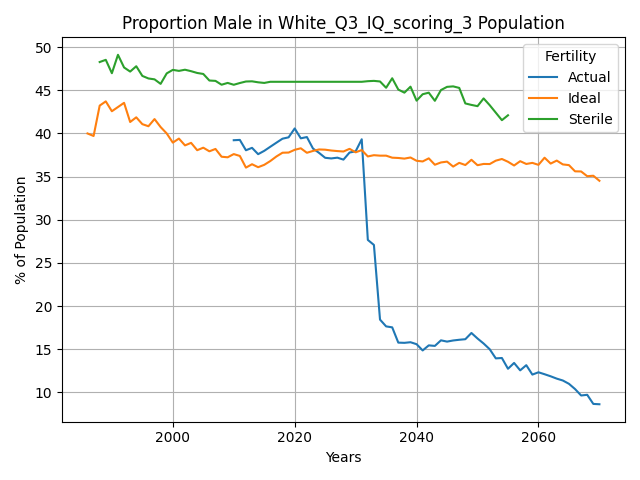 Proportion Male in White_Q3_IQ_scoring_3 Population
% of Population
50
45
40
35
30
25
20
15
10
2000
2020
2040
2060
Years
Fertility
Actual
Ideal
Sterile